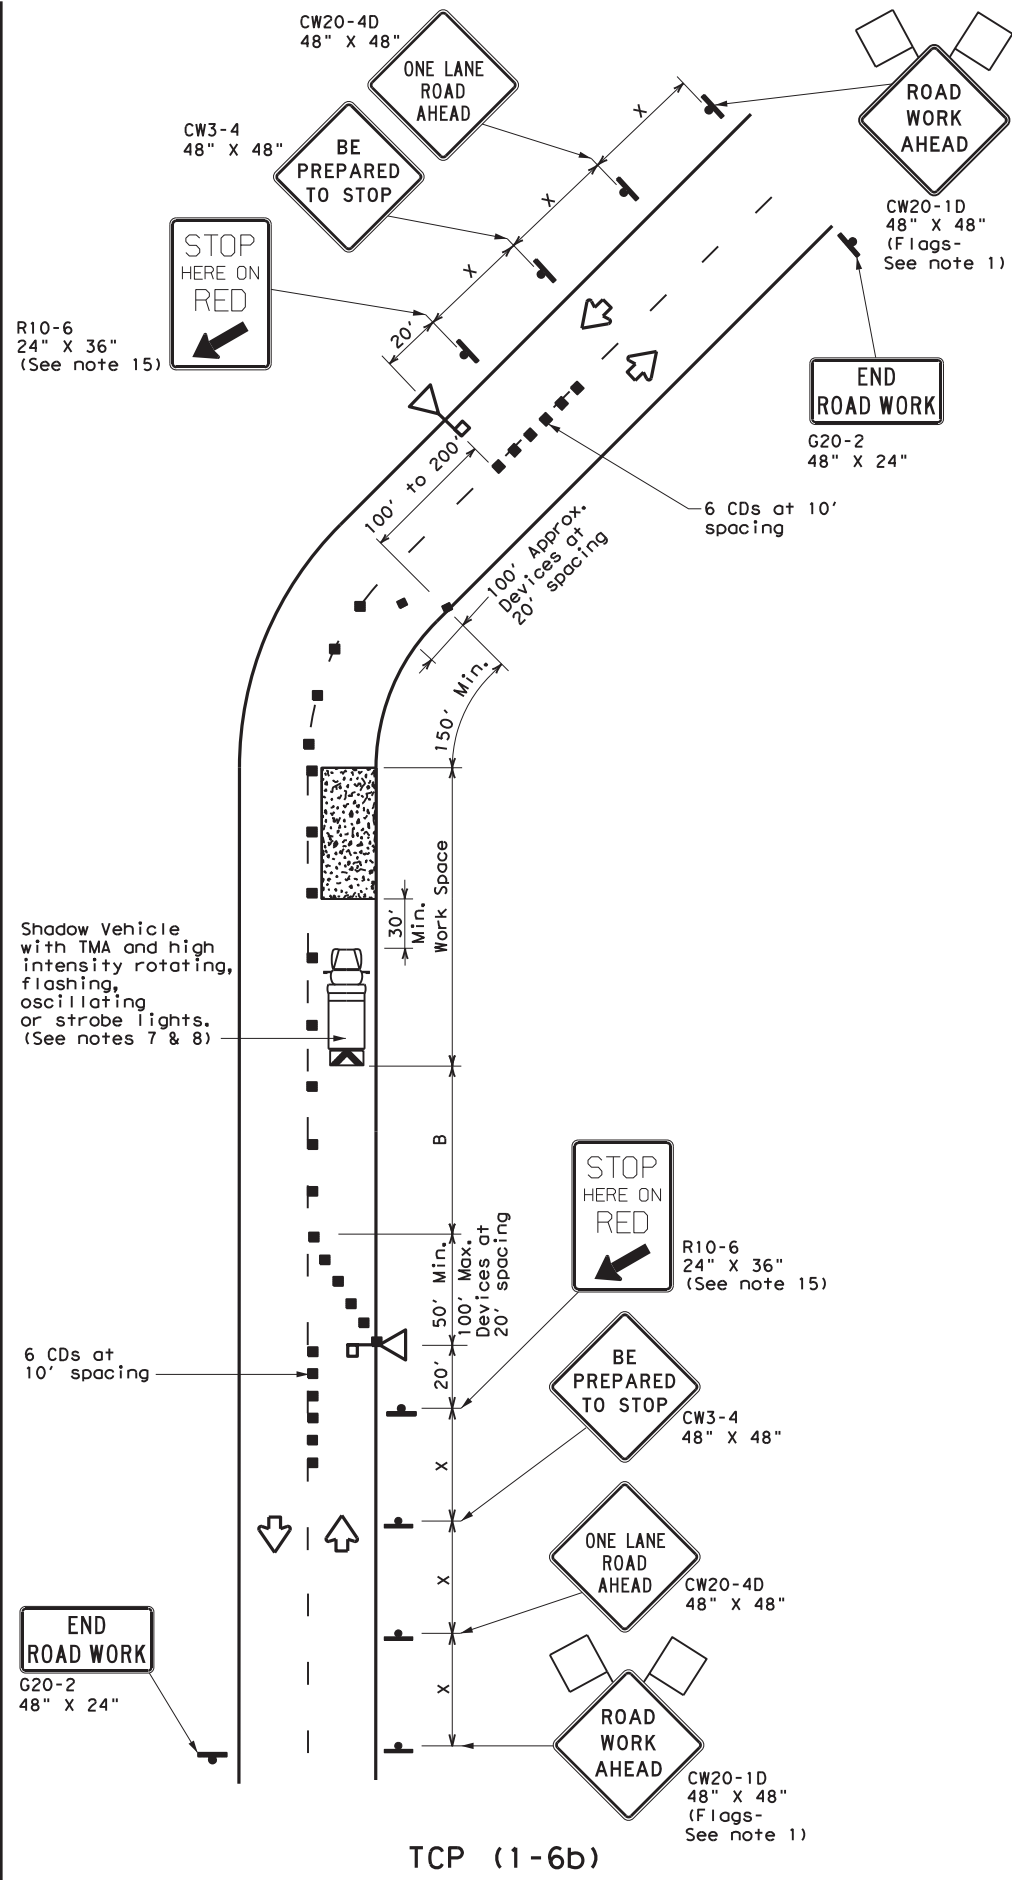 CW20-4D
48" X 48"
ONE LANE
ROAD
AHEAD
ROAD
WORK
AHEAD
CW20-1D
48" X 48"
(Flags-
See note 1)
CW3-4
48" X 48"
BE
PREPARED
TO STOP
X
X
X
20'
STOP
HERE ON
RED
R10-6
24" X 36"
(See note 15)
END
ROAD WORK
G20-2
48" X 24"
100' to 200'
6 CDs at 10'
spacing
100' Approx.
Devices at
20' spacing
150' Min.
Work Space
30'
Min.
Shadow Vehicle
with TMA and high
intensity rotating,
flashing,
oscillating
or strobe lights.
(See notes 7 & 8)
B
50' Min.
100' Max.
Devices at
20' spacing
STOP
HERE ON
RED
R10-6
24" X 36"
(See note 15)
6 CDs at
10' spacing
20'
BE
PREPARED
TO STOP
CW3-4
48" X 48"
X
ONE LANE
ROAD
AHEAD
CW20-4D
48" X 48"
X
END
ROAD WORK
G20-2
48" X 24"
X
ROAD
WORK
AHEAD
CW20-1D
48" X 48"
(Flags-
See note 1)
TCP (1-6b)